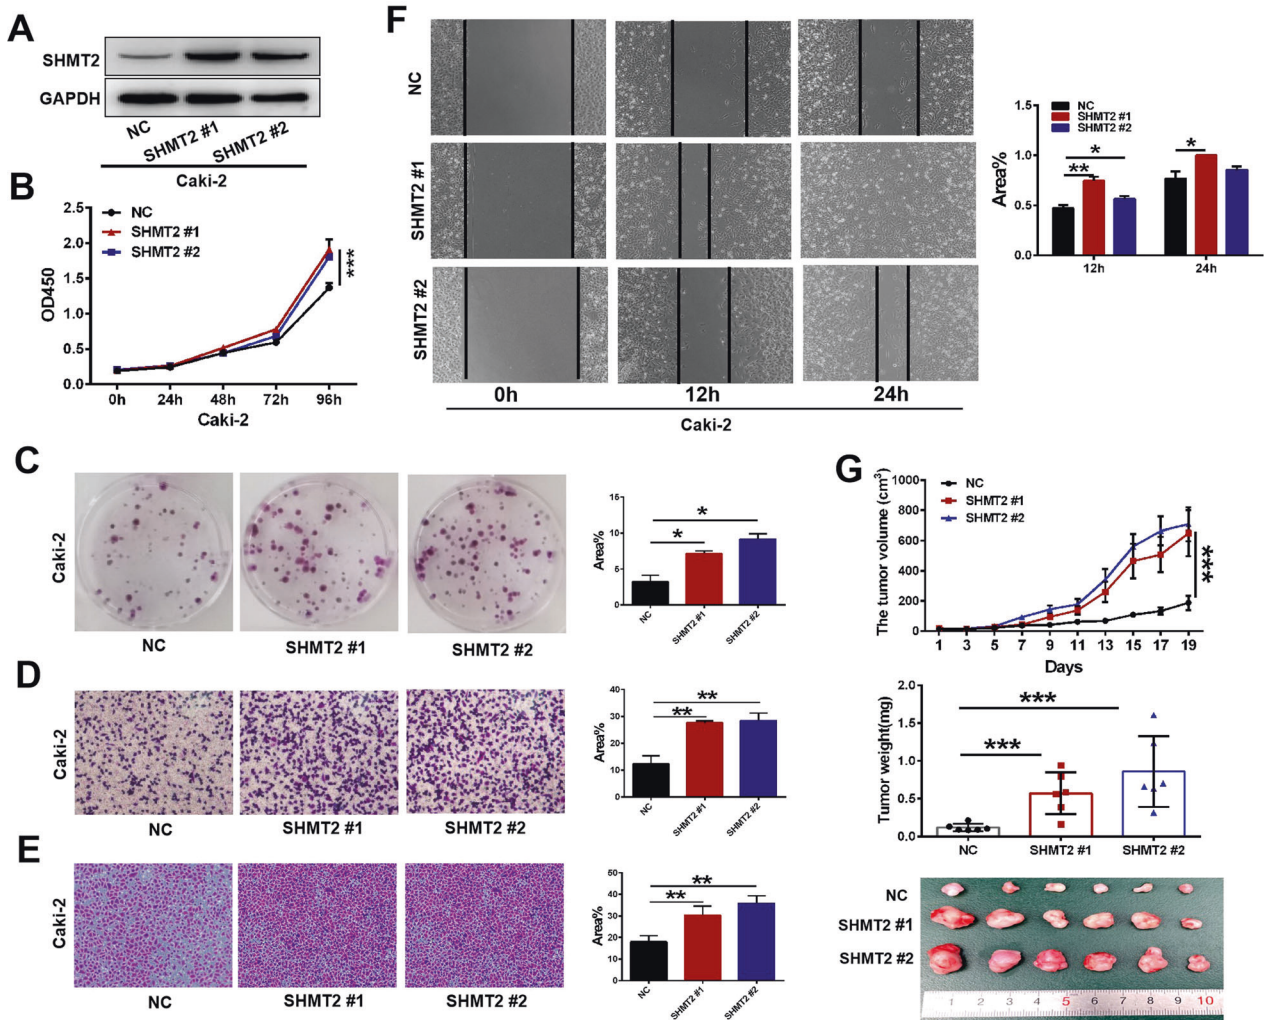 A
SHMT2
GAPDH
NC
SHMT2 #1
SHMT2 #2
Caki-2
B
2.5
2.0
1.5
1.0
0.5
0.0
OD450
NC
SHMT2 #1
SHMT2 #2
***
0h 24h 48h 72h 96h
Caki-2
F
NC
SHMT2 #1
SHMT2 #2
0h 12h 24h
Caki-2
1.5
1.0
0.5
0.0
Area%
NC
SHMT2 #1
SHMT2 #2
*
**
*
12h 24h
C
Caki-2
NC SHMT2 #1 SHMT2 #2
16
10
5
0
Area%
*
*
NC SHMT2 #1 SHMT2 #2
D
Caki-2
NC SHMT2 #1 SHMT2 #2
40
30
20
10
0
Area%
**
**
NC SHMT2 #1 SHMT2 #2
E
Caki-2
NC SHMT2 #1 SHMT2 #2
50
40
30
20
10
0
Area%
**
**
NC SHMT2 #1 SHMT2 #2
G
The tumor volume (cm³)
1000
800
600
400
200
0
NC
SHMT2 #1
SHMT2 #2
***
1 3 5 7 9 11 13 15 17 19
Days
Tumor weight(mg)
2.0
1.5
1.0
0.5
0.0
***
***
NC SHMT2 #1 SHMT2 #2
NC
SHMT2 #1
SHMT2 #2
1 2 3 4 5 6 7 8 9 10